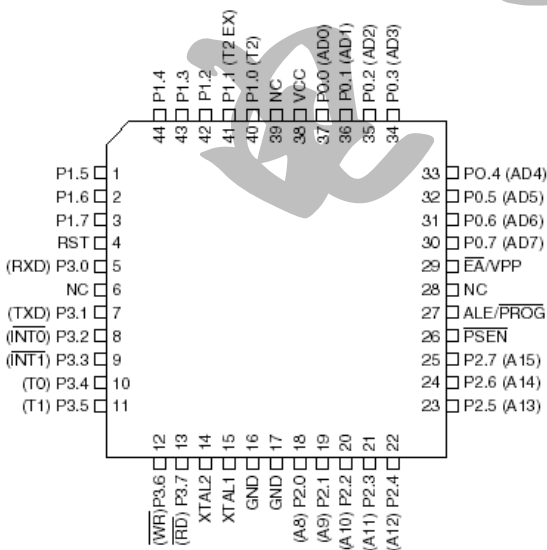 P1.4
P1.3
P1.2
P1.1 (T2 EX)
P1.0 (T2)
NC
VCC
P0.0 (AD0)
P0.1 (AD1)
P0.2 (AD2)
P0.3 (AD3)
44 43 42 41 40 39 38 37 36 35 34
P1.5 1
P1.6 2
P1.7 3
RST 4
(RXD) P3.0 5
NC 6
(TXD) P3.1 7
(INT0) P3.2 8
(INT1) P3.3 9
(T0) P3.4 10
(T1) P3.5 11
33 PO.4 (AD4)
32 P0.5 (AD5)
31 P0.6 (AD6)
30 P0.7 (AD7)
29 EA/VPP
28 NC
27 ALE/PROG
26 PSEN
25 P2.7 (A15)
24 P2.6 (A14)
23 P2.5 (A13)
12 13 14 15 16 17 18 19 20 21 22
(WR) P3.6
(RD) P3.7
XTAL2
XTAL1
GND
GND
(A8) P2.0
(A9) P2.1
(A10) P2.2
(A11) P2.3
(A12) P2.4